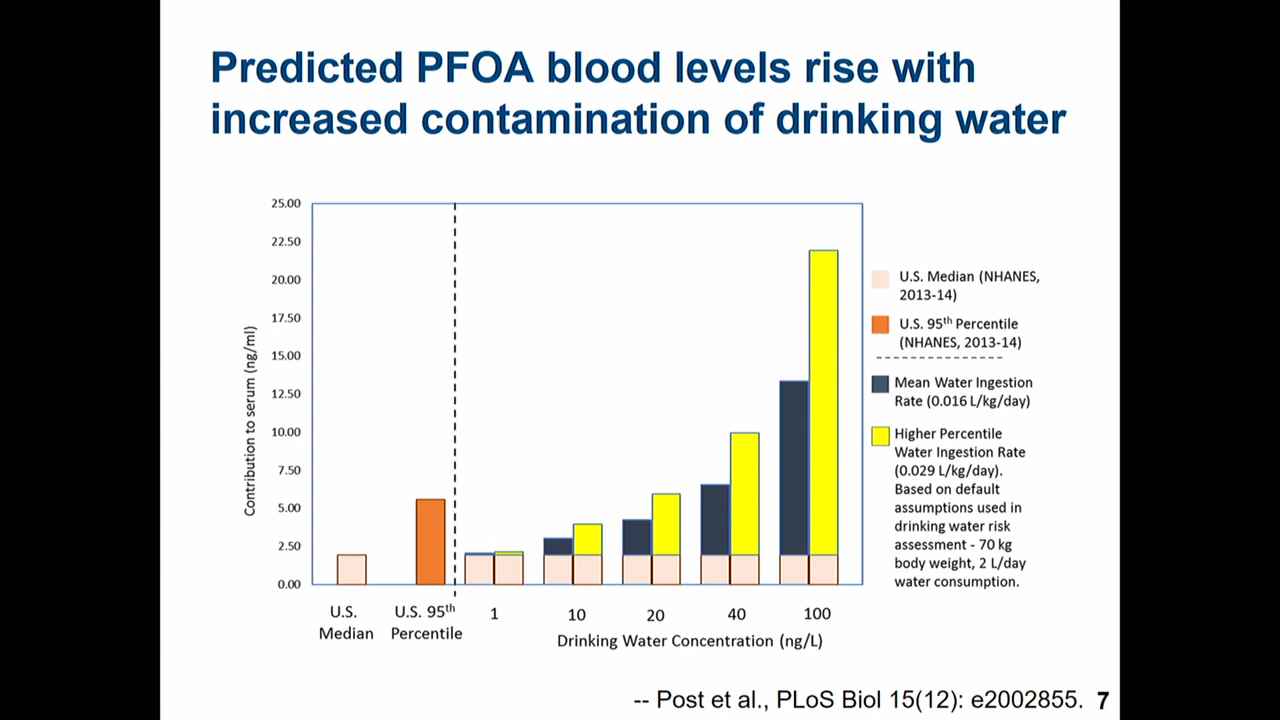 Predicted PFOA blood levels rise with
increased contamination of drinking water
25.00
22.50
20.00
17.50
15.00
12.50
10.00
7.50
5.00
2.50
0.00
Contribution to serum (ng/ml)
U.S.
Median
U.S. 95th
Percentile
1
10
20
40
100
Drinking Water Concentration (ng/L)
U.S. Median (NHANES,
2013-14)
U.S. 95th Percentile
(NHANES, 2013-14)
Mean Water Ingestion
Rate (0.016 L/kg/day)
Higher Percentile
Water Ingestion Rate
(0.029 L/kg/day).
Based on default
assumptions used in
drinking water risk
assessment - 70 kg
body weight, 2 L/day
water consumption.
-- Post et al., PLoS Biol 15(12): e2002855. 7